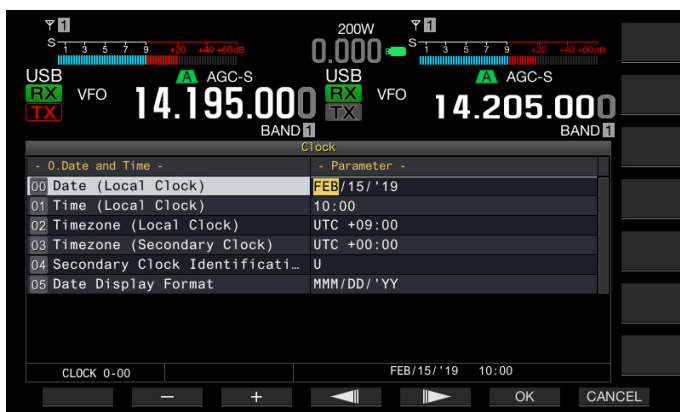 1 200W 1
S 1 3 5 7 9 +20 +40 +60dB 0.000 S 1 3 5 7 9 +20 +40 +60dB
USB A AGC-S USB A AGC-S
RX VFO 14.195.000 RX VFO 14.205.000
TX TX
BAND 1 BAND 1
Clock
- 0.Date and Time - - Parameter -
00 Date (Local Clock) FEB/15/'19
01 Time (Local Clock) 10:00
02 Timezone (Local Clock) UTC +09:00
03 Timezone (Secondary Clock) UTC +00:00
04 Secondary Clock Identificati… U
05 Date Display Format MMM/DD/'YY
CLOCK 0-00 FEB/15/'19 10:00
− + OK CANCEL